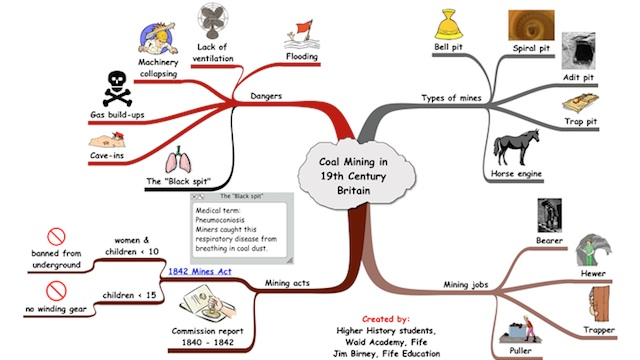 Coal Mining in
19th Century
Britain
Dangers
Machinery
collapsing
Lack of
ventilation
Flooding
Gas build-ups
Cave-ins
The "Black spit"
The "Black spit"
Medical term:
Pneumoconiosis
Miners caught this
respiratory disease from
breathing in coal dust.
Types of mines
Bell pit
Spiral pit
Adit pit
Trap pit
Horse engine
Mining acts
1842 Mines Act
women &
children < 10
banned from
underground
children < 15
no winding gear
Commission report
1840 - 1842
Mining jobs
Bearer
Hewer
Trapper
Puller
Created by:
Higher History students,
Waid Academy, Fife
Jim Birney, Fife Education